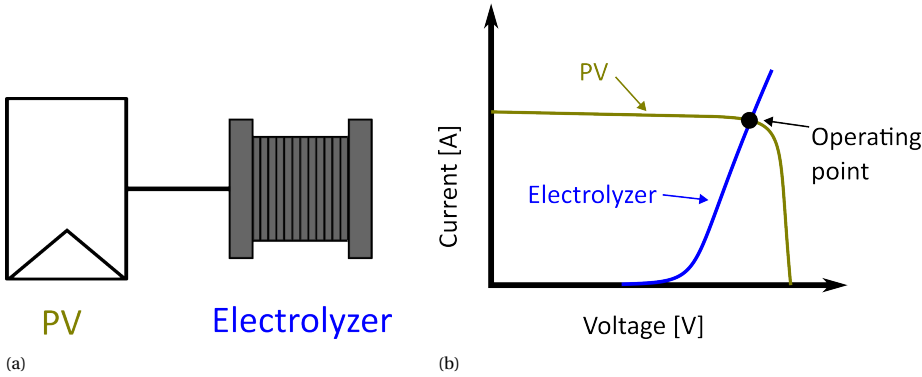 PV
Electrolyzer
(a)
Current [A]
PV
Electrolyzer
Operating
point
Voltage [V]
(b)